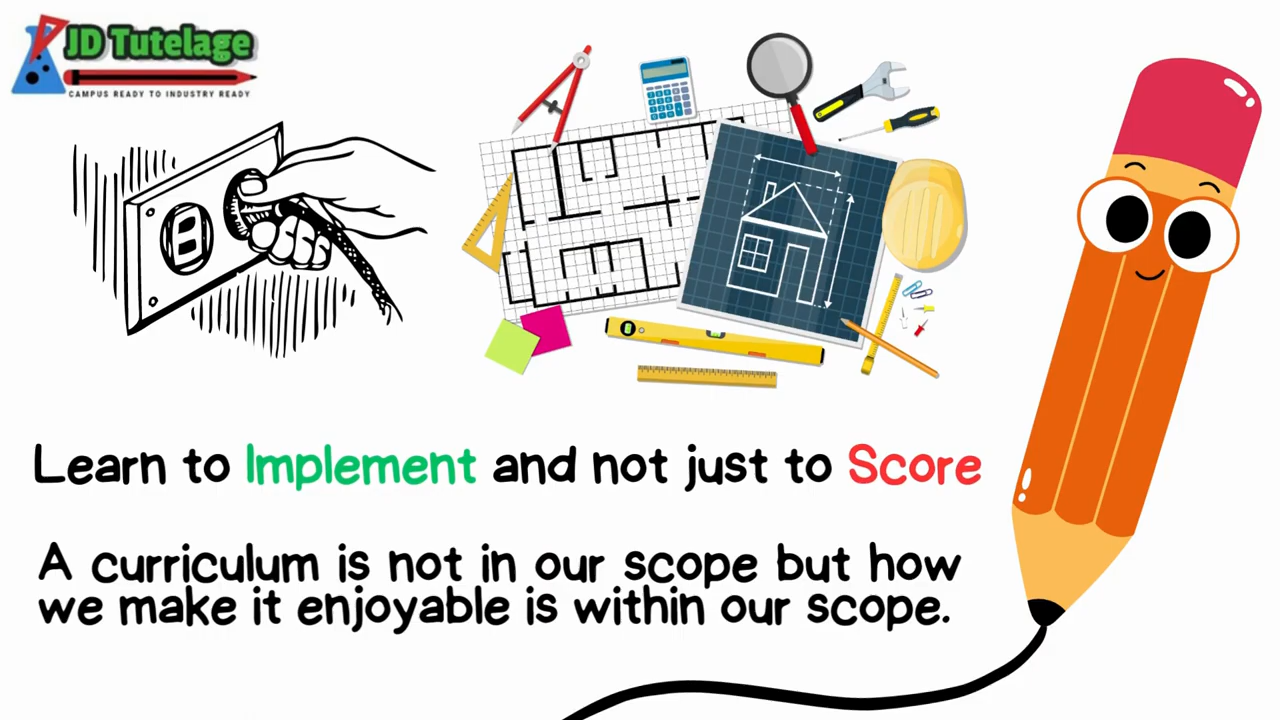 JD Tutelage
CAMPUS READY TO INDUSTRY READY
Learn to Implement and not just to Score
A curriculum is not in our scope but how
we make it enjoyable is within our scope.